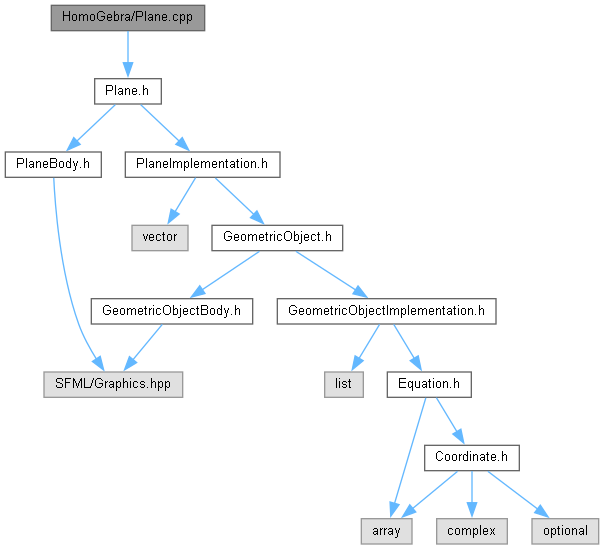 HomoGebra/Plane.cpp
Plane.h
PlaneBody.h
PlaneImplementation.h
vector
GeometricObject.h
GeometricObjectBody.h
GeometricObjectImplementation.h
SFML/Graphics.hpp
list
Equation.h
Coordinate.h
array
complex
optional